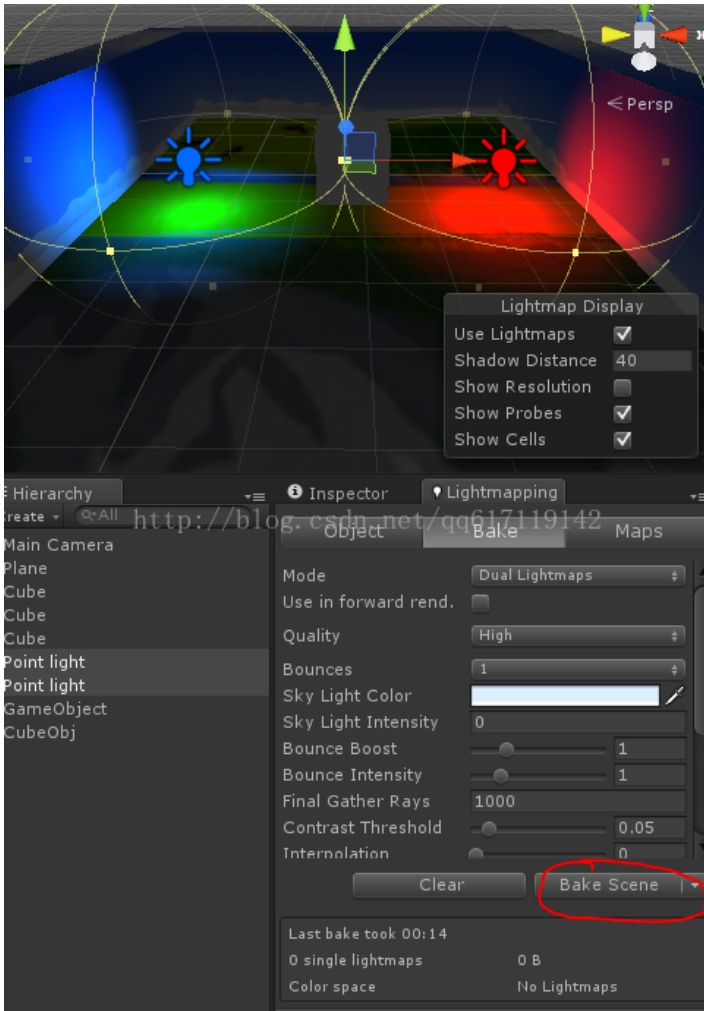 Persp
Lightmap Display
Use Lightmaps
Shadow Distance 40
Show Resolution
Show Probes
Show Cells
Hierarchy
Inspector Lightmapping
Create All
http://blog.csdn.net/qq617119142
Object Bake Maps
Main Camera
Plane
Cube
Cube
Cube
Point light
Point light
GameObject
CubeObj
Mode Dual Lightmaps
Use in forward rend.
Quality High
Bounces 1
Sky Light Color
Sky Light Intensity 0
Bounce Boost 1
Bounce Intensity 1
Final Gather Rays 1000
Contrast Threshold 0.05
Interpolation 0
Clear Bake Scene
Last bake took 00:14
0 single lightmaps 0 B
Color space No Lightmaps